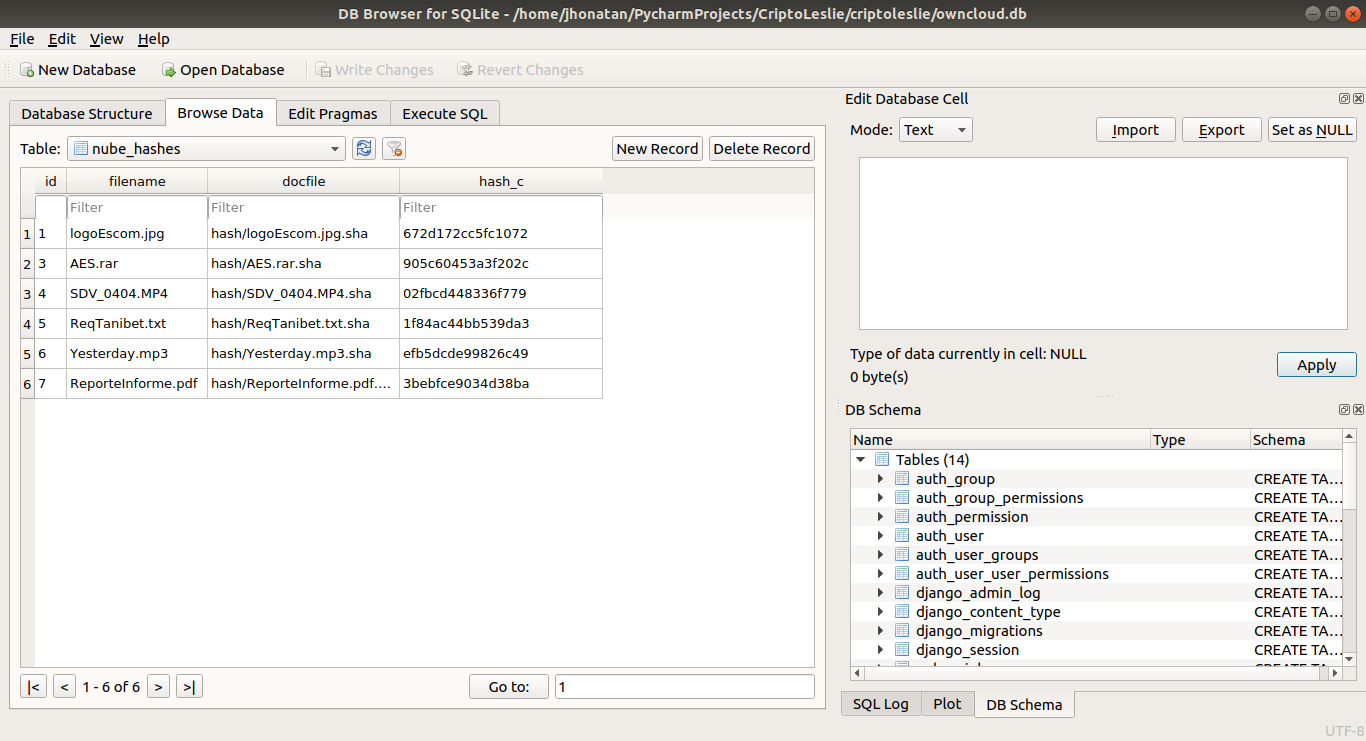 DB Browser for SQLite - /home/jhonatan/PycharmProjects/CriptoLeslie/criptoleslie/owncloud.db
File Edit View Help
New Database Open Database Write Changes Revert Changes
Database Structure Browse Data Edit Pragmas Execute SQL
Table: nube_hashes New Record Delete Record
id filename docfile hash_c
Filter Filter Filter
1 1 logoEscom.jpg hash/logoEscom.jpg.sha 672d172cc5fc1072
2 3 AES.rar hash/AES.rar.sha 905c60453a3f202c
3 4 SDV_0404.MP4 hash/SDV_0404.MP4.sha 02fbcd448336f779
4 5 ReqTanibet.txt hash/ReqTanibet.txt.sha 1f84ac44bb539da3
5 6 Yesterday.mp3 hash/Yesterday.mp3.sha efb5dcde99826c49
6 7 ReporteInforme.pdf hash/ReporteInforme.pdf.... 3bebfce9034d38ba
|< < 1 - 6 of 6 > >| Go to: 1
Edit Database Cell
Mode: Text Import Export Set as NULL
Type of data currently in cell: NULL
0 byte(s)
Apply
DB Schema
Name Type Schema
Tables (14)
auth_group CREATE TA...
auth_group_permissions CREATE TA...
auth_permission CREATE TA...
auth_user CREATE TA...
auth_user_groups CREATE TA...
auth_user_user_permissions CREATE TA...
django_admin_log CREATE TA...
django_content_type CREATE TA...
django_migrations CREATE TA...
django_session CREATE TA...
SQL Log Plot DB Schema
UTF-8